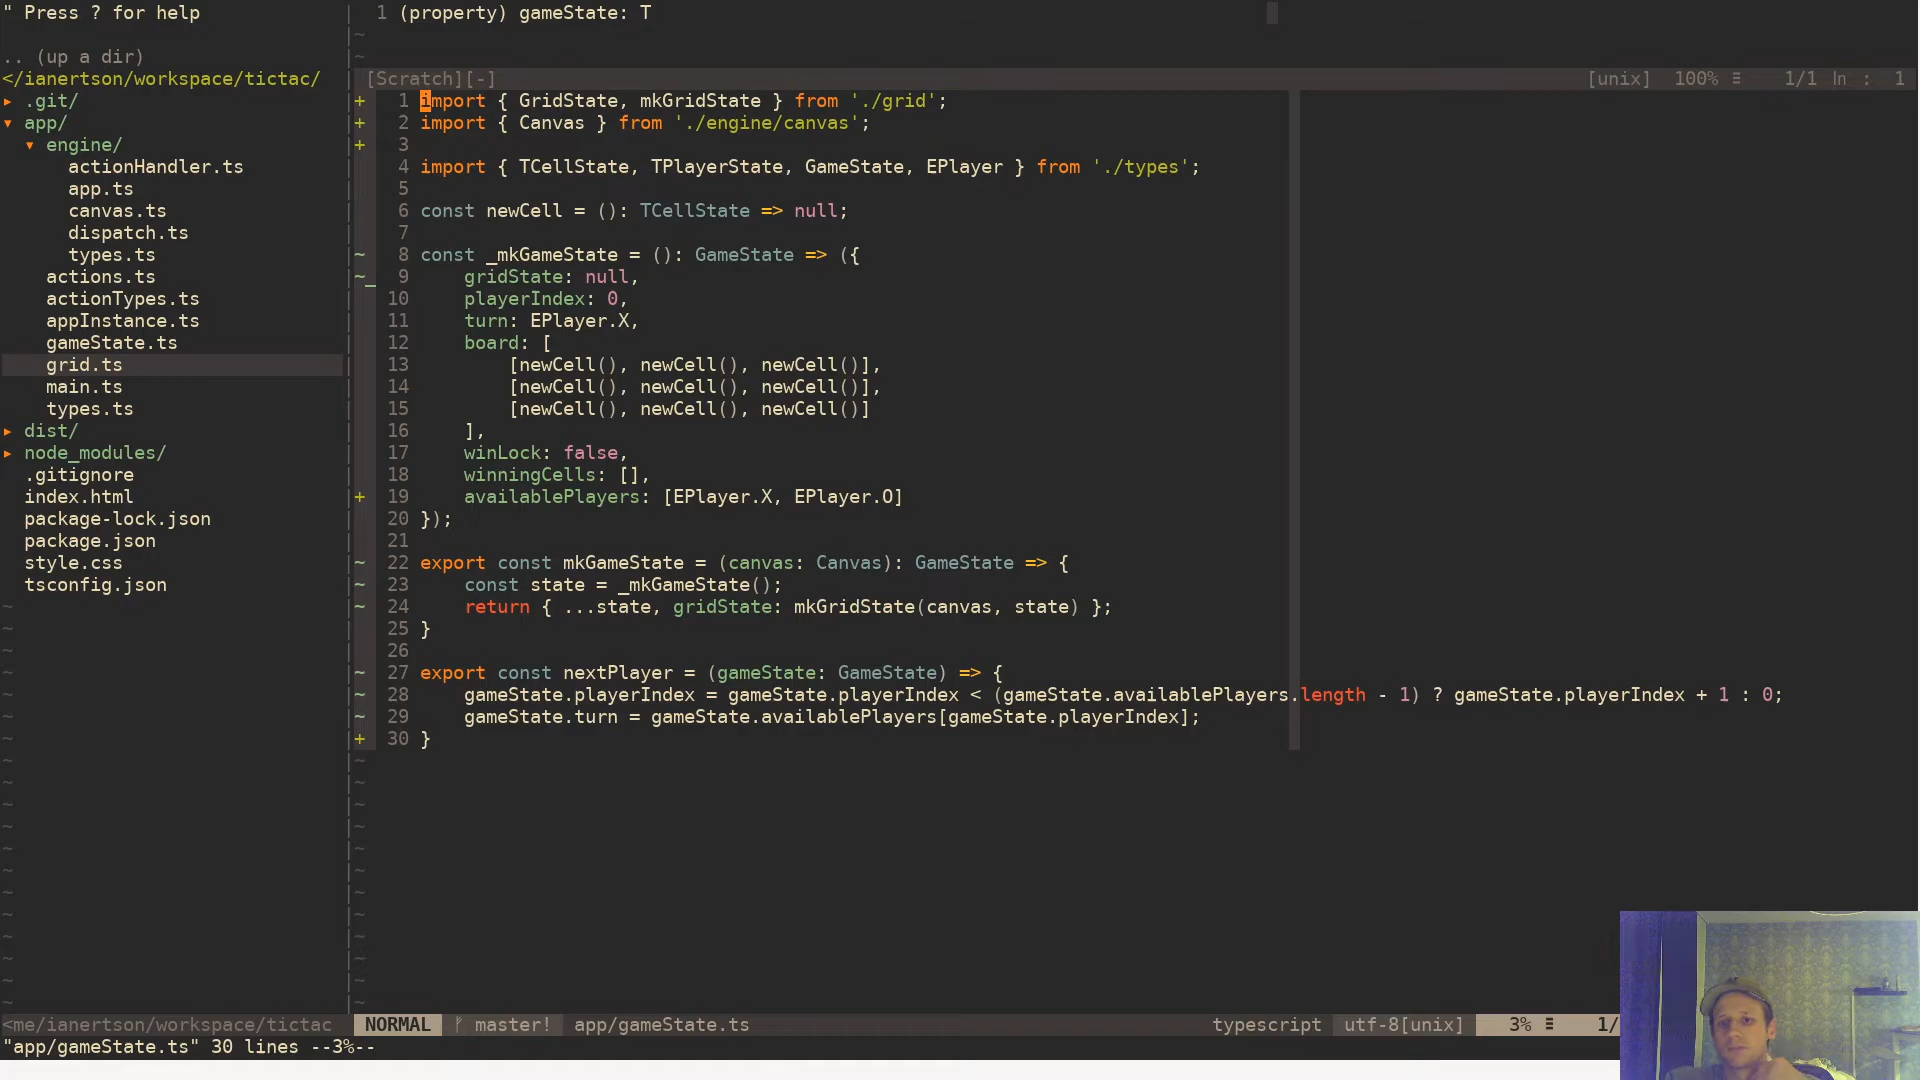 " Press ? for help
.. (up a dir)
</ianertson/workspace/tictac/
▸ .git/
▾ app/
▾ engine/
actionHandler.ts
app.ts
canvas.ts
dispatch.ts
types.ts
actions.ts
actionTypes.ts
appInstance.ts
gameState.ts
grid.ts
main.ts
types.ts
▸ dist/
▸ node_modules/
.gitignore
index.html
package-lock.json
package.json
style.css
tsconfig.json
<me/ianertson/workspace/tictac
1 (property) gameState: T
[Scratch][-] [unix] 100% ≡ 1/1 ln : 1
+ 1 import { GridState, mkGridState } from './grid';
+ 2 import { Canvas } from './engine/canvas';
+ 3
4 import { TCellState, TPlayerState, GameState, EPlayer } from './types';
5
6 const newCell = (): TCellState => null;
7
~ 8 const _mkGameState = (): GameState => ({
~_ 9 gridState: null,
10 playerIndex: 0,
11 turn: EPlayer.X,
12 board: [
13 [newCell(), newCell(), newCell()],
14 [newCell(), newCell(), newCell()],
15 [newCell(), newCell(), newCell()]
16 ],
17 winLock: false,
18 winningCells: [],
+ 19 availablePlayers: [EPlayer.X, EPlayer.O]
20 });
21
~ 22 export const mkGameState = (canvas: Canvas): GameState => {
~ 23 const state = _mkGameState();
~ 24 return { ...state, gridState: mkGridState(canvas, state) };
25 }
26
~ 27 export const nextPlayer = (gameState: GameState) => {
~ 28 gameState.playerIndex = gameState.playerIndex < (gameState.availablePlayers.length - 1) ? gameState.playerIndex + 1 : 0;
~ 29 gameState.turn = gameState.availablePlayers[gameState.playerIndex];
+ 30 }
NORMAL ᚠ master! app/gameState.ts typescript utf-8[unix] 3% ≡ 1/
"app/gameState.ts" 30 lines --3%--